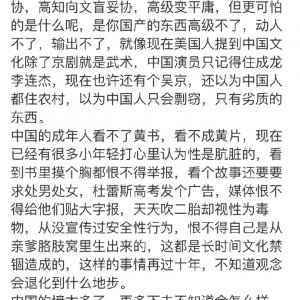 协，高知向文盲妥协，高级变平庸，但更可怕
的是什么呢，是你国产的东西高级不了，动人
不了，输出不了，就像现在美国人提到中国文
化除了京剧就是武术，中国演员只记得住成龙
李连杰，现在也许还有个吴京，还以为中国人
都住农村，以为中国人只会剽窃，只有劣质的
东西。
中国的成年人看不了黄书，看不成黄片，现在
已经有很多小年轻打心里认为性是肮脏的，看
到书里摸个胸都恨不得举报，看个故事还要要
求处男处女，杜蕾斯高考发个广告，媒体恨不
得给他们贴大字报，天天吹二胎却视性为毒
物，从没宣传过安全性行为，恨不得自己是从
亲爹胳肢窝里生出来的，这都是长时间文化禁
锢造成的，这样的事情再过十年，不知道观念
会退化到什么地步。